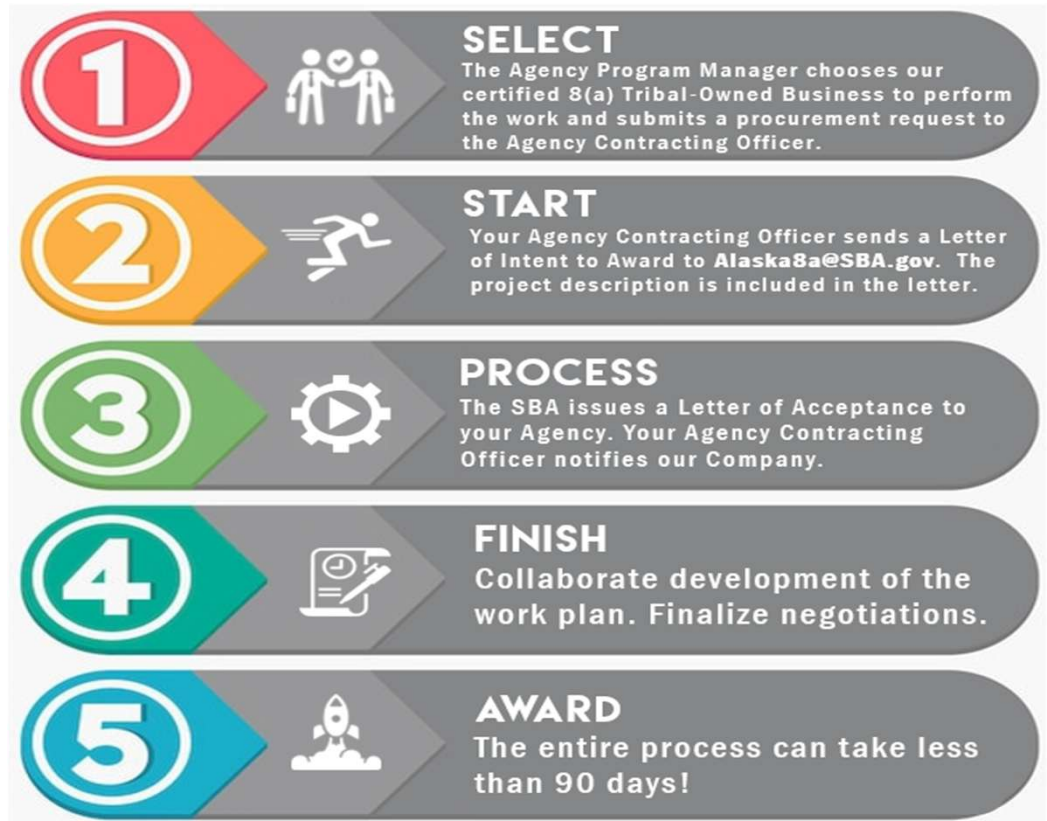 1
SELECT
The Agency Program Manager chooses our
certified 8(a) Tribal-Owned Business to perform
the work and submits a procurement request to
the Agency Contracting Officer.
2
START
Your Agency Contracting Officer sends a Letter
of Intent to Award to Alaska8a@SBA.gov. The
project description is included in the letter.
3
PROCESS
The SBA issues a Letter of Acceptance to
your Agency. Your Agency Contracting
Officer notifies our Company.
4
FINISH
Collaborate development of the
work plan. Finalize negotiations.
5
AWARD
The entire process can take less
than 90 days!